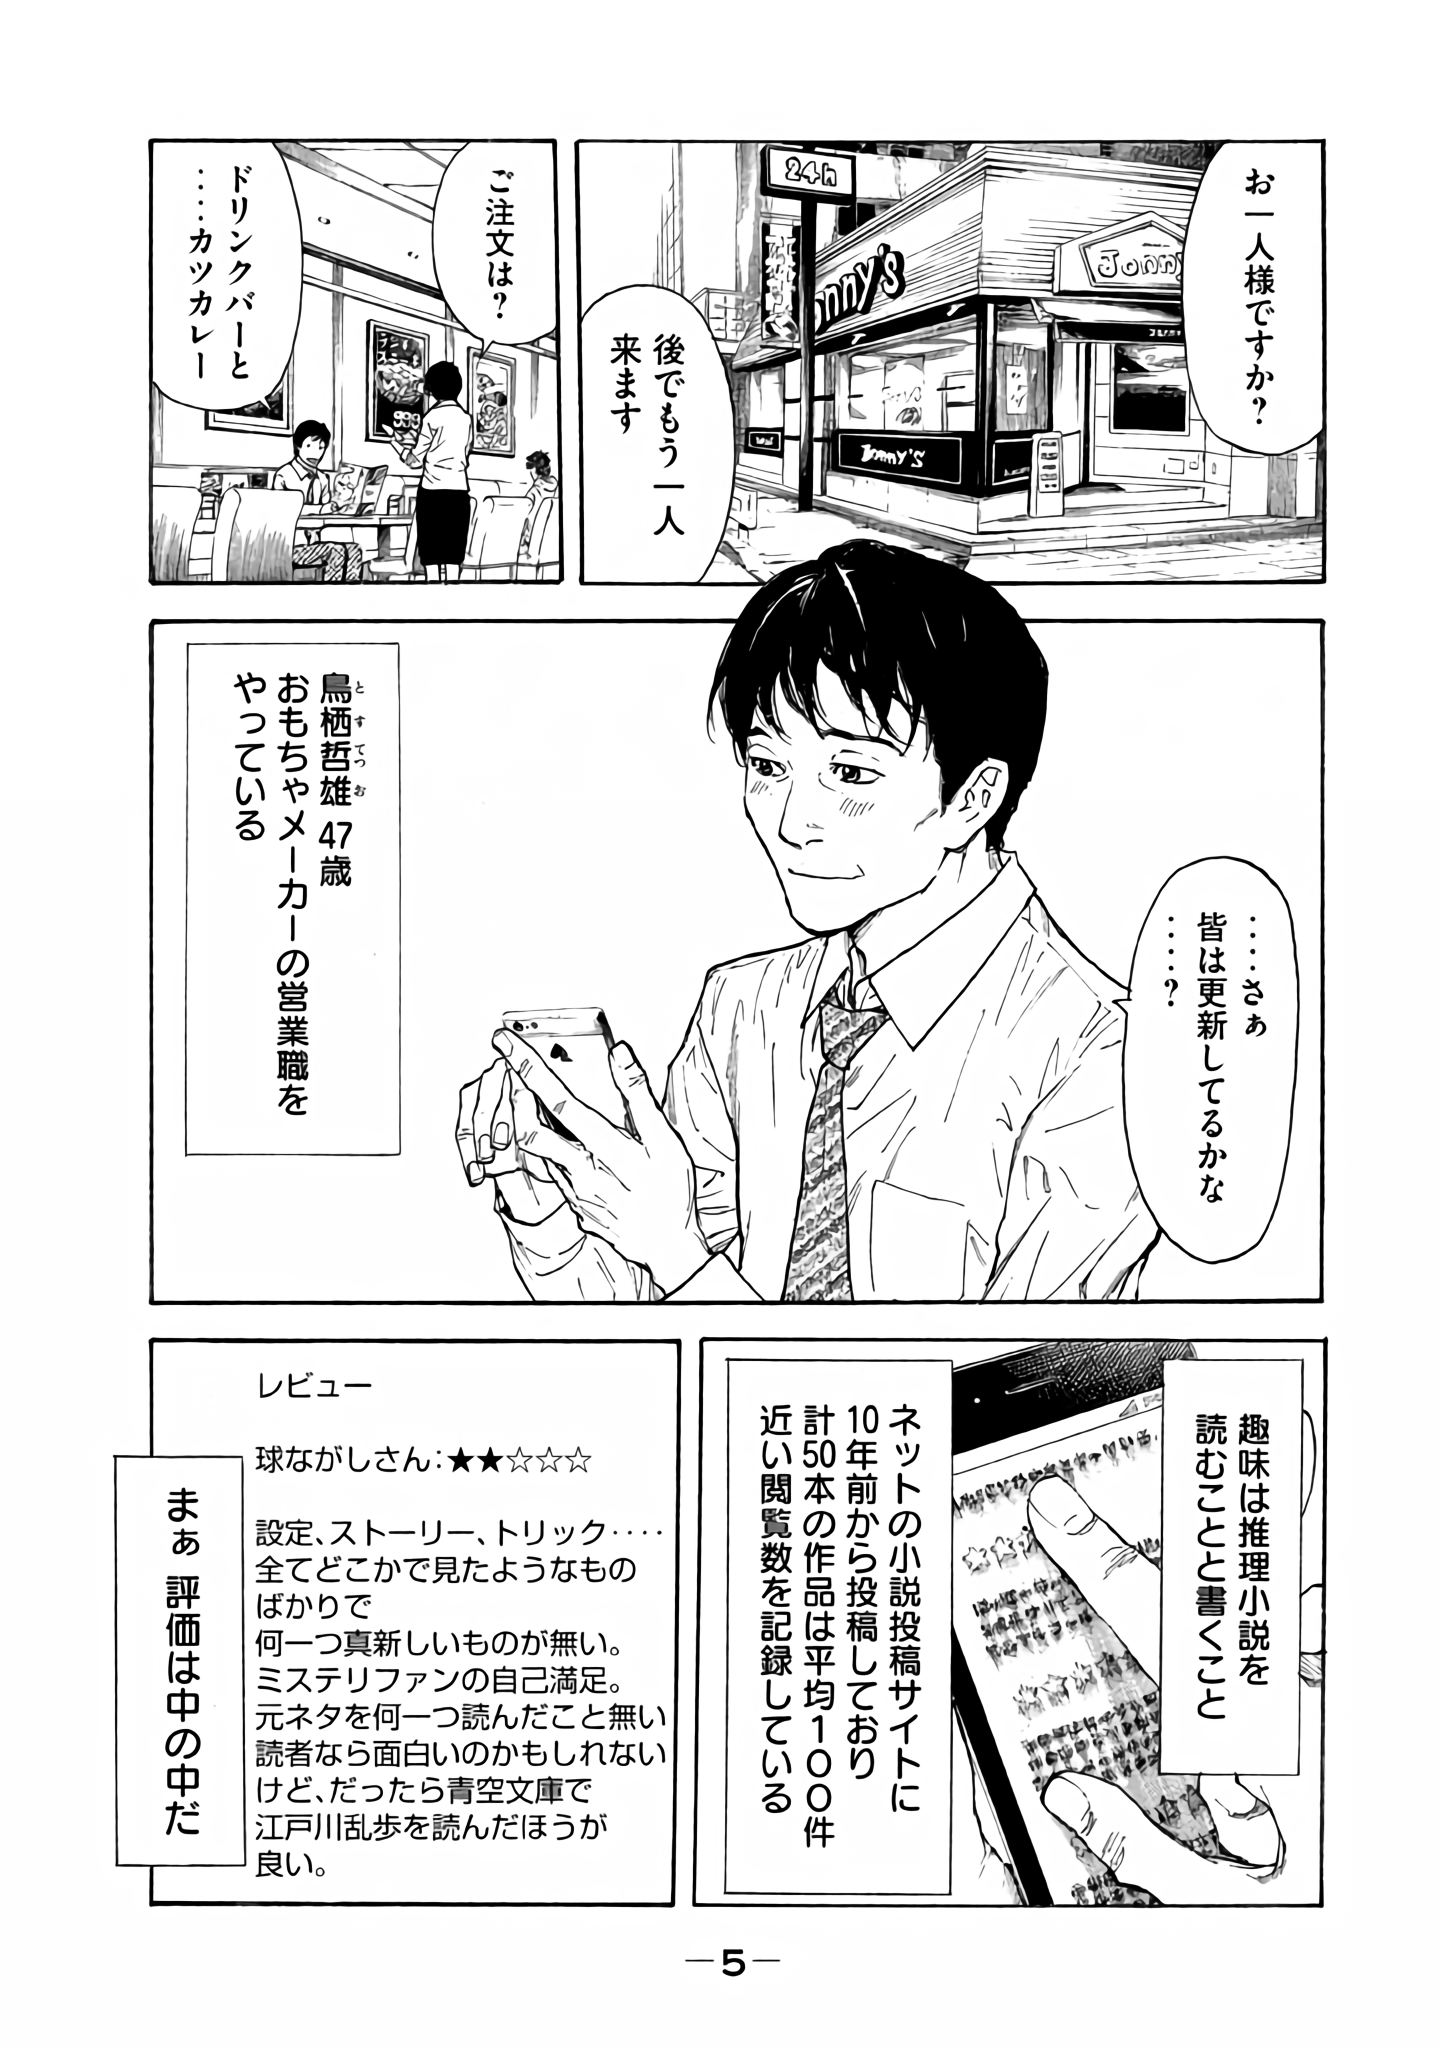 お一人様ですか?
24h
Jonny's
Jonny's
後でもう一人
来ます
ご注文は?
999
ドリンクバーと
‥‥カツカレー
‥‥さぁ
皆は更新してるかな
‥‥?
鳥栖哲雄 47歳
とすてつお
おもちゃメーカーの営業職を
やっている
趣味は推理小説を
読むことと書くこと
ネットの小説投稿サイトに
10年前から投稿しており
計50本の作品は平均１００件
近い閲覧数を記録している
レビュー
球ながしさん：★★☆☆☆
設定、ストーリー、トリック‥‥
全てどこかで見たようなもの
ばかりで
何一つ真新しいものが無い。
ミステリファンの自己満足。
元ネタを何一つ読んだこと無い
読者なら面白いのかもしれない
けど、だったら青空文庫で
江戸川乱歩を読んだほうが
良い。
まぁ 評価は中の中だ
—5—